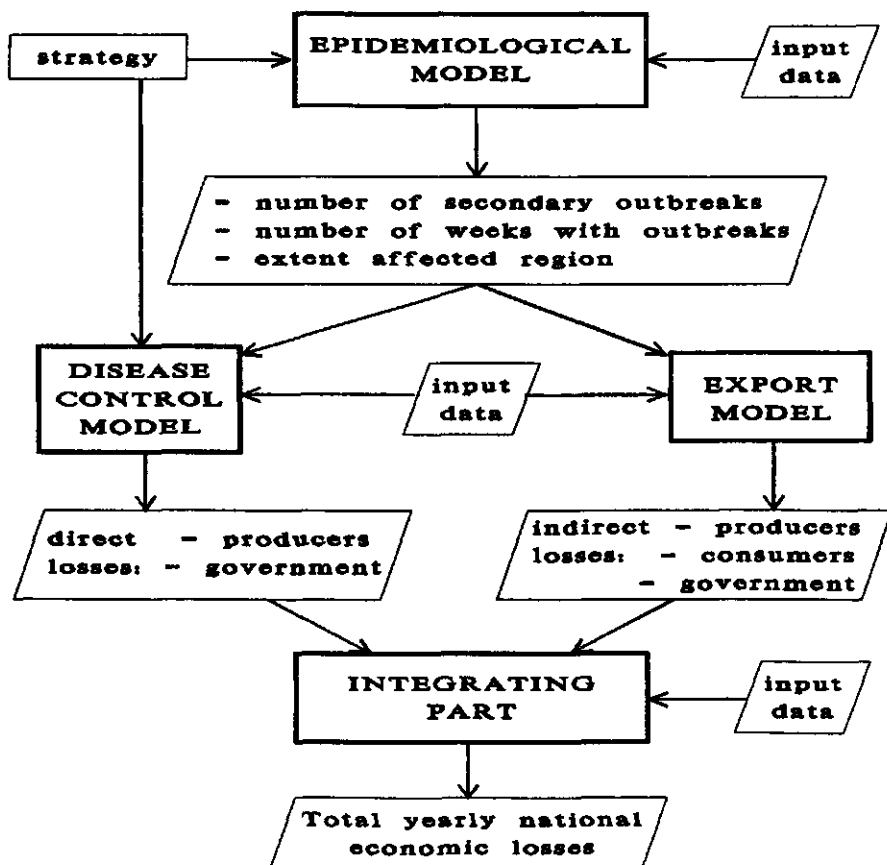 strategy
EPIDEMIOLOGICAL
MODEL
input
data
- number of secondary outbreaks
- number of weeks with outbreaks
- extent affected region
DISEASE
CONTROL
MODEL
input
data
EXPORT
MODEL
direct - producers
losses: - government
indirect - producers
losses: - consumers
- government
INTEGRATING
PART
input
data
Total yearly national
economic losses